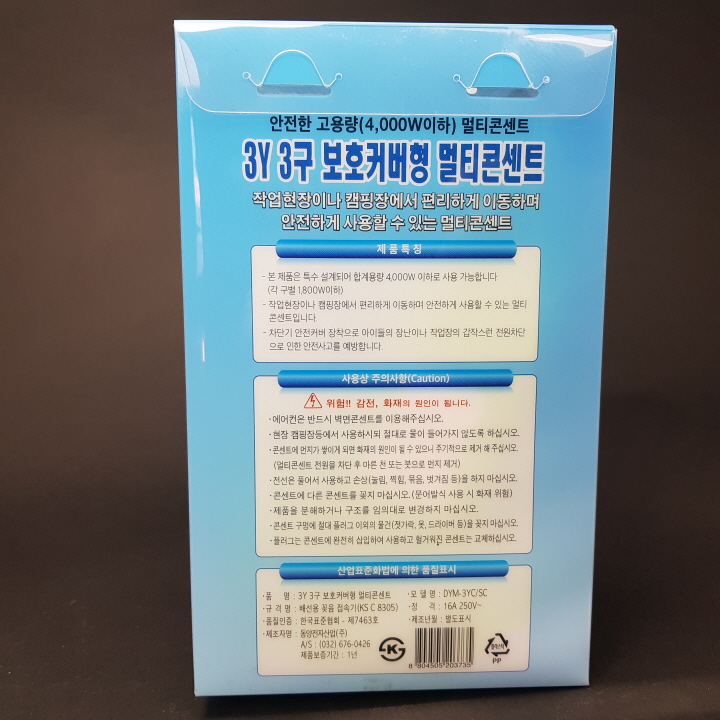 안전한 고용량(4,000W이하) 멀티콘센트
3Y 3구 보호커버형 멀티콘센트
작업현장이나 캠핑장에서 편리하게 이동하며
안전하게 사용할 수 있는 멀티콘센트
제품특징
- 본 제품은 특수 설계되어 합계용량 4,000W 이하로 사용 가능합니다
(각 구별 1,800W이하)
- 작업현장이나 캠핑장에서 편리하게 이동하며 안전하게 사용할 수 있는 멀티
콘센트입니다.
- 차단기 안전커버 장착으로 아이들의 장난이나 작업장의 갑작스런 전원차단
으로 인한 안전사고를 예방합니다.
사용상 주의사항(Caution)
위험!! 감전, 화재의 원인이 됩니다.
·에어컨은 반드시 벽면콘센트를 이용해주십시오.
·현장 캠핑장등에서 사용하시되 절대로 물이 들어가지 않도록 하십시오.
·콘센트에 먼지가 쌓이게 되면 화재의 원인이 될 수 있으니 주기적으로 제거 해 주십시오.
(멀티콘센트 전원을 차단 후 마른 천 또는 붓으로 먼지 제거)
·전선은 풀어서 사용하고 손상(눌림, 찍힘, 묶음, 벗겨짐 등)을 하지 마십시오.
·콘센트에 다른 콘센트를 꽂지 마십시오.(문어발식 사용 시 화재 위험)
·제품을 분해하거나 구조를 임의대로 변경하지 마십시오.
·콘센트 구멍에 절대 플러그 이외의 물건(젓가락, 못, 드라이버 등)을 꽂지 마십시오.
·플러그는 콘센트에 완전히 삽입하여 사용하고 헐거워진 콘센트는 교체하십시오.
산업표준화법에 의한 품질표시
·품 명 : 3Y 3구 보호커버형 멀티콘센트 ·모 델 명 : DYM-3YC/SC
·규 격 명 : 배선용 꽂음 접속기(KS C 8305) ·정 격 : 16A 250V~
·품질인증 : 한국표준협회 - 제7463호 ·제조년월 : 별도표시
·제조자명 : 동양전자산업(주)
A/S : (032) 676-0426
제품보증기간 : 1년
8 804505 203735
PP